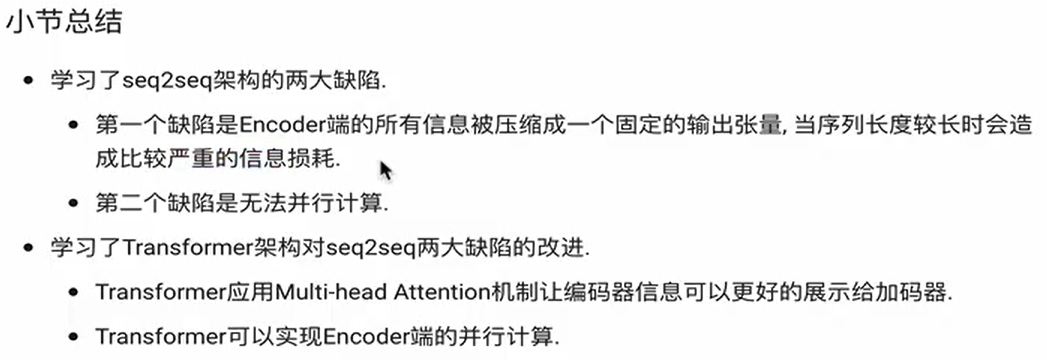 小节总结
学习了seq2seq架构的两大缺陷.
第一个缺陷是Encoder端的所有信息被压缩成一个固定的输出张量, 当序列长度较长时会造
成比较严重的信息损耗.
第二个缺陷是无法并行计算.
学习了Transformer架构对seq2seq两大缺陷的改进.
Transformer应用Multi-head Attention机制让编码器信息可以更好的展示给加码器.
Transformer可以实现Encoder端的并行计算.